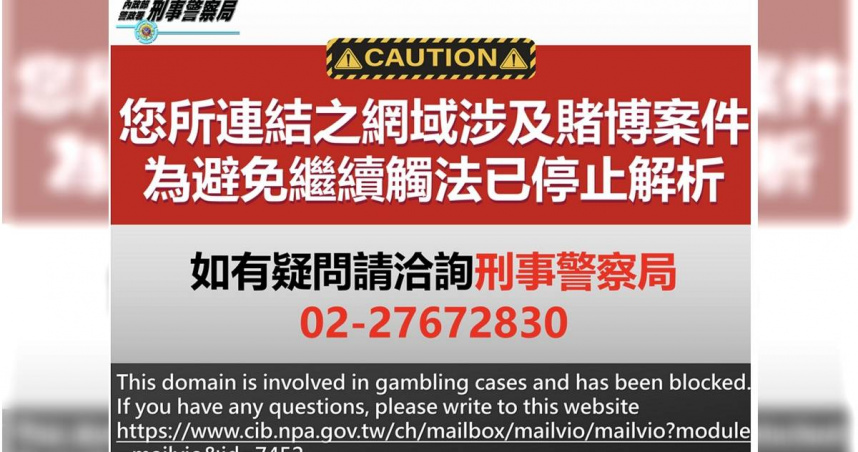 內政部
警政署 刑事警察局
CAUTION
您所連結之網域涉及賭博案件
為避免繼續觸法已停止解析
如有疑問請洽詢刑事警察局
02-27672830
This domain is involved in gambling cases and has been blocked.
If you have any questions, please write to this website
https://www.cib.npa.gov.tw/ch/mailbox/mailvio/mailvio?module